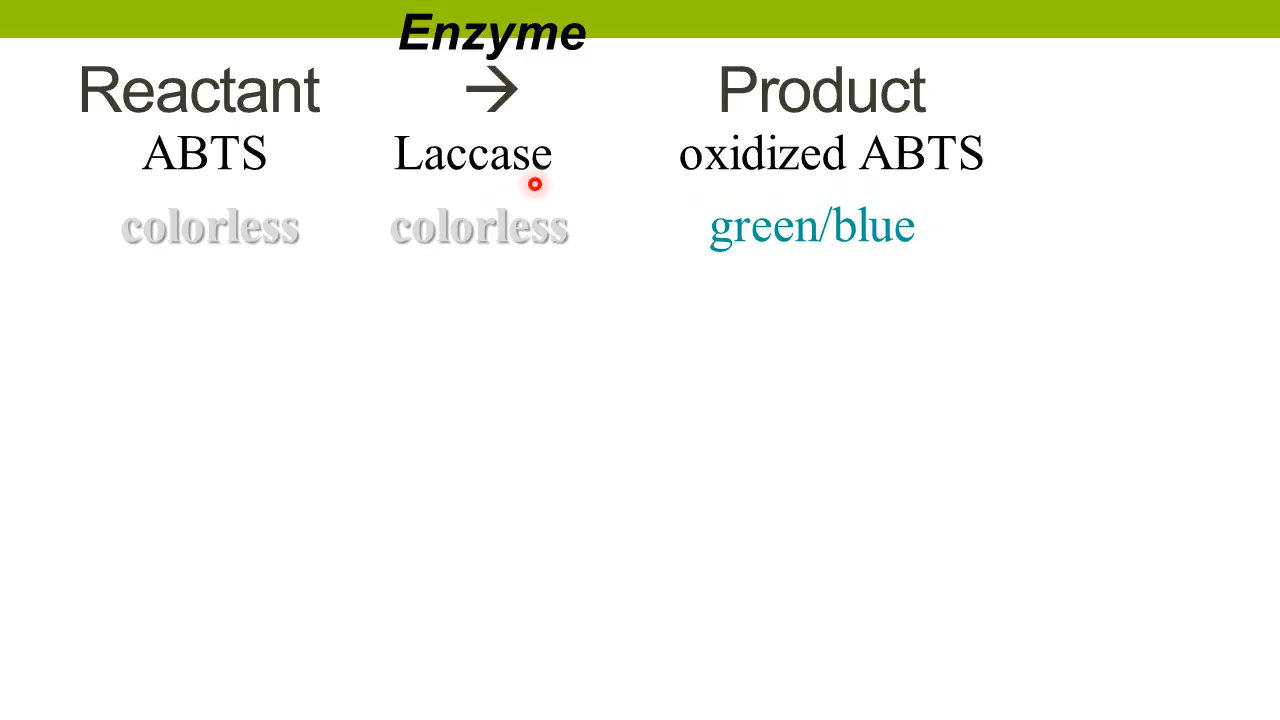 Enzyme
Reactant → Product
ABTS Laccase oxidized ABTS
colorless colorless green/blue